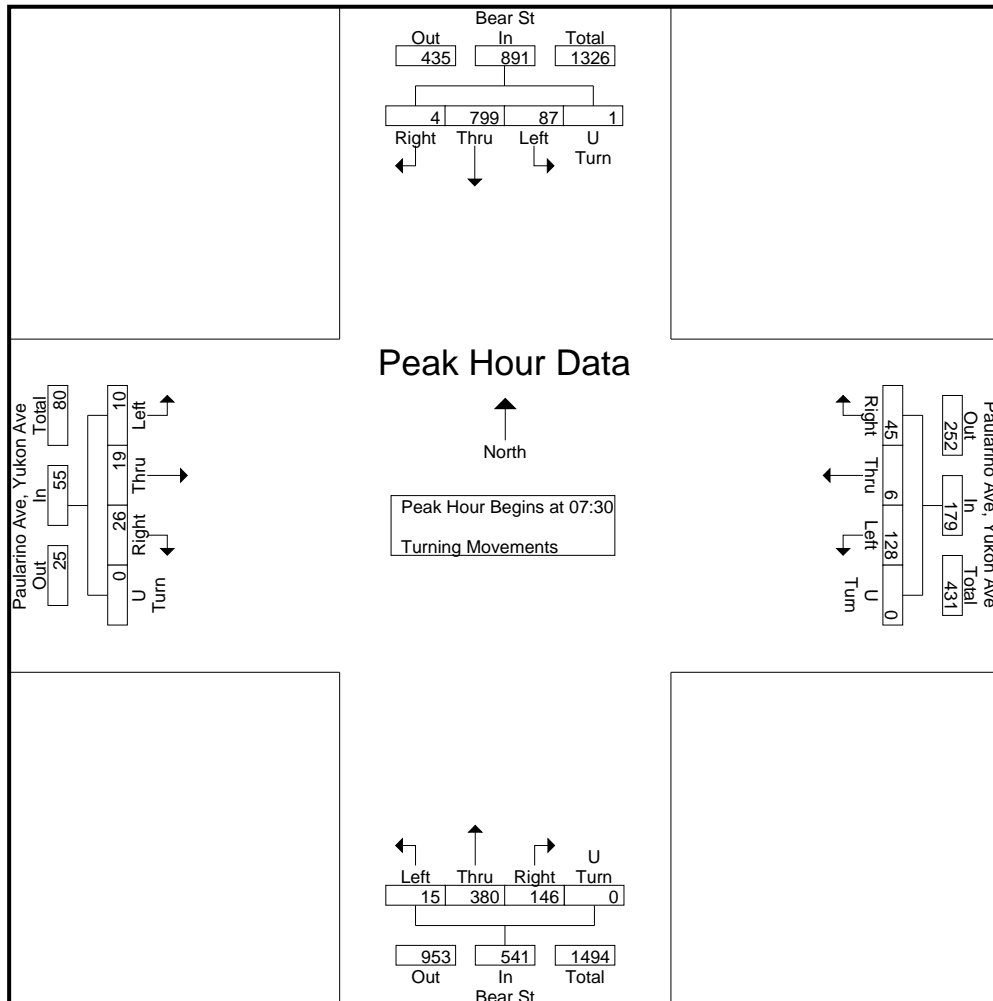 Bear St
Out In Total
435 891 1326
4 799 87 1
Right Thru Left U Turn
Peak Hour Data
North
Peak Hour Begins at 07:30
Turning Movements
Paularino Ave, Yukon Ave
Total In Out
80 55 25
10 19 26 0
Left Thru Right U Turn
Paularino Ave, Yukon Ave
Out In Total
252 179 431
45 6 128 0
Right Thru Left U Turn
Left Thru Right U Turn
15 380 146 0
953 541 1494
Out In Total
Bear St